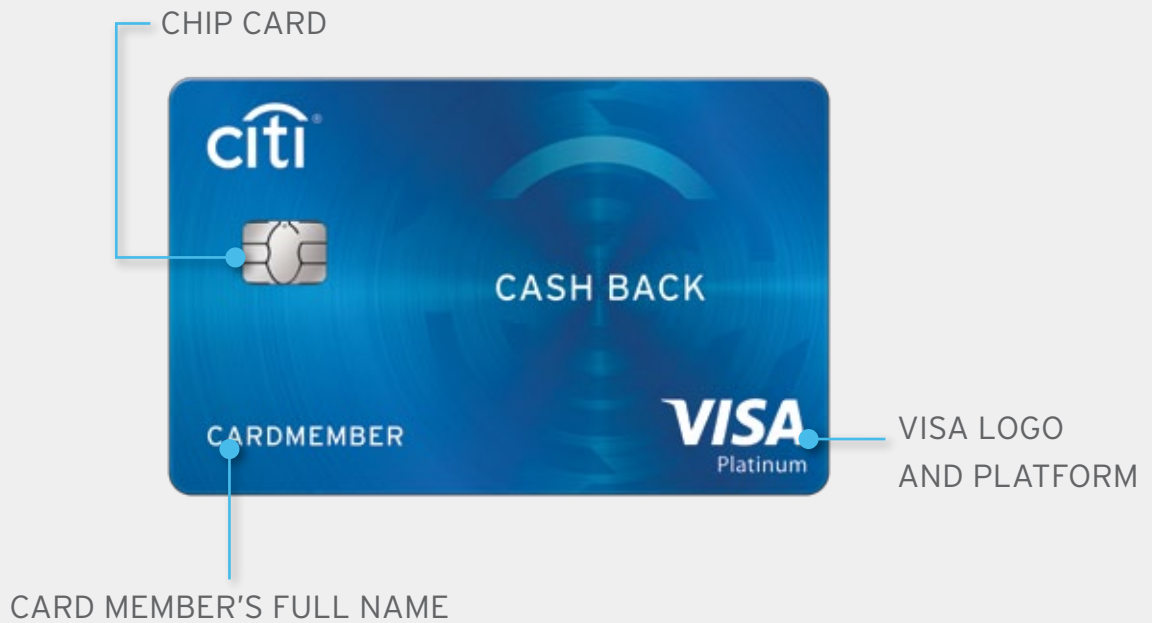 CHIP CARD
citi®
CASH BACK
CARDMEMBER
VISA
Platinum
VISA LOGO
AND PLATFORM
CARD MEMBER'S FULL NAME